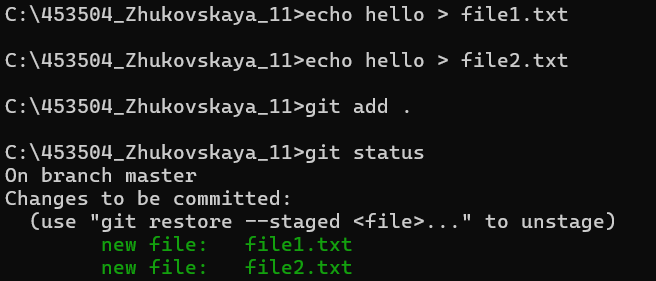 C:\453504_Zhukovskaya_11>echo hello > file1.txt
C:\453504_Zhukovskaya_11>echo hello > file2.txt
C:\453504_Zhukovskaya_11>git add .
C:\453504_Zhukovskaya_11>git status
On branch master
Changes to be committed:
  (use "git restore --staged <file>..." to unstage)
        new file:   file1.txt
        new file:   file2.txt